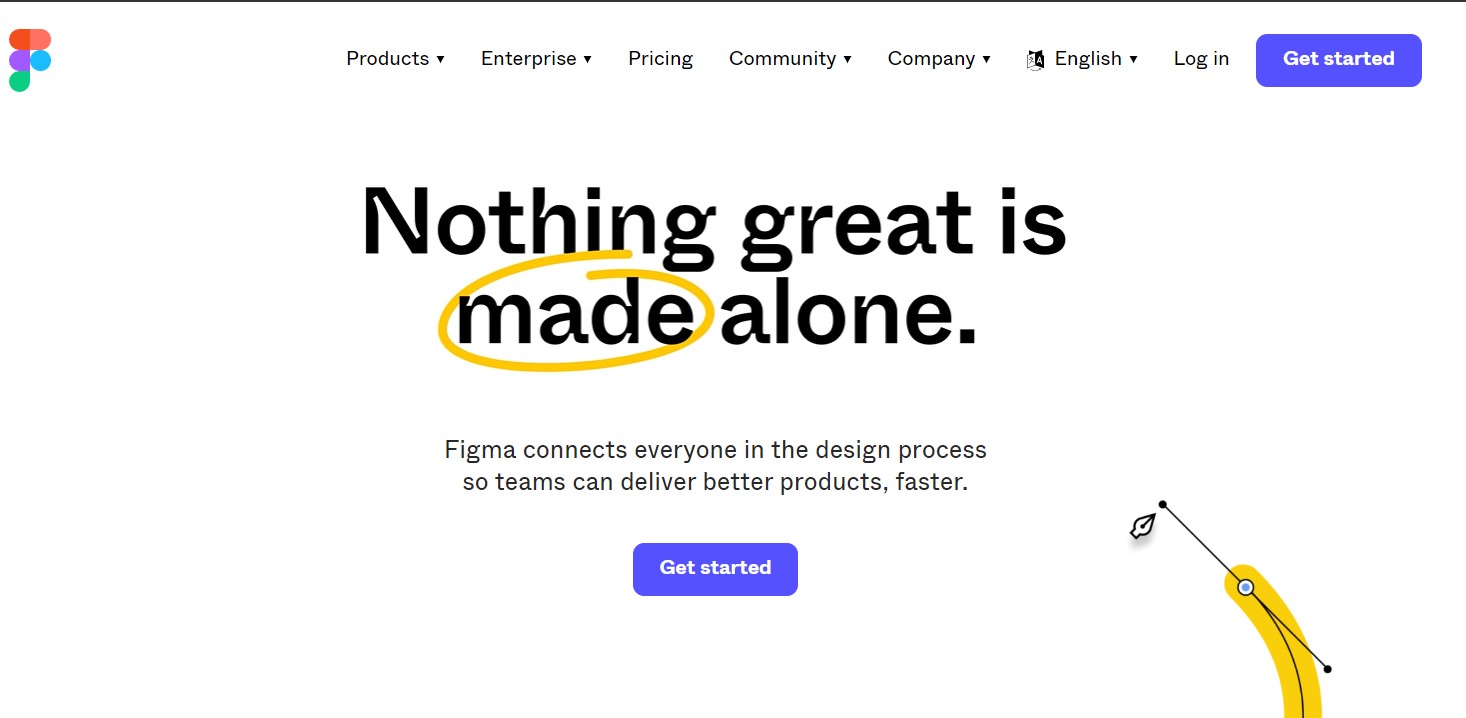 Products ▼ Enterprise ▼ Pricing Community ▼ Company ▼ English ▼ Log in Get started
Nothing great is
made alone.
Figma connects everyone in the design process
so teams can deliver better products, faster.
Get started